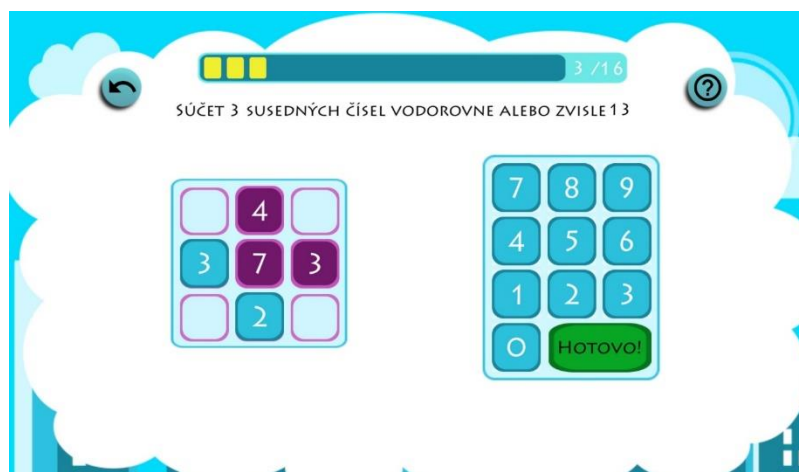 3 /16
SÚČET 3 SUSEDNÝCH ČÍSEL VODOROVNE ALEBO ZVISLE 13
4
3 7 3
2
7 8 9
4 5 6
1 2 3
0 HOTOVO!